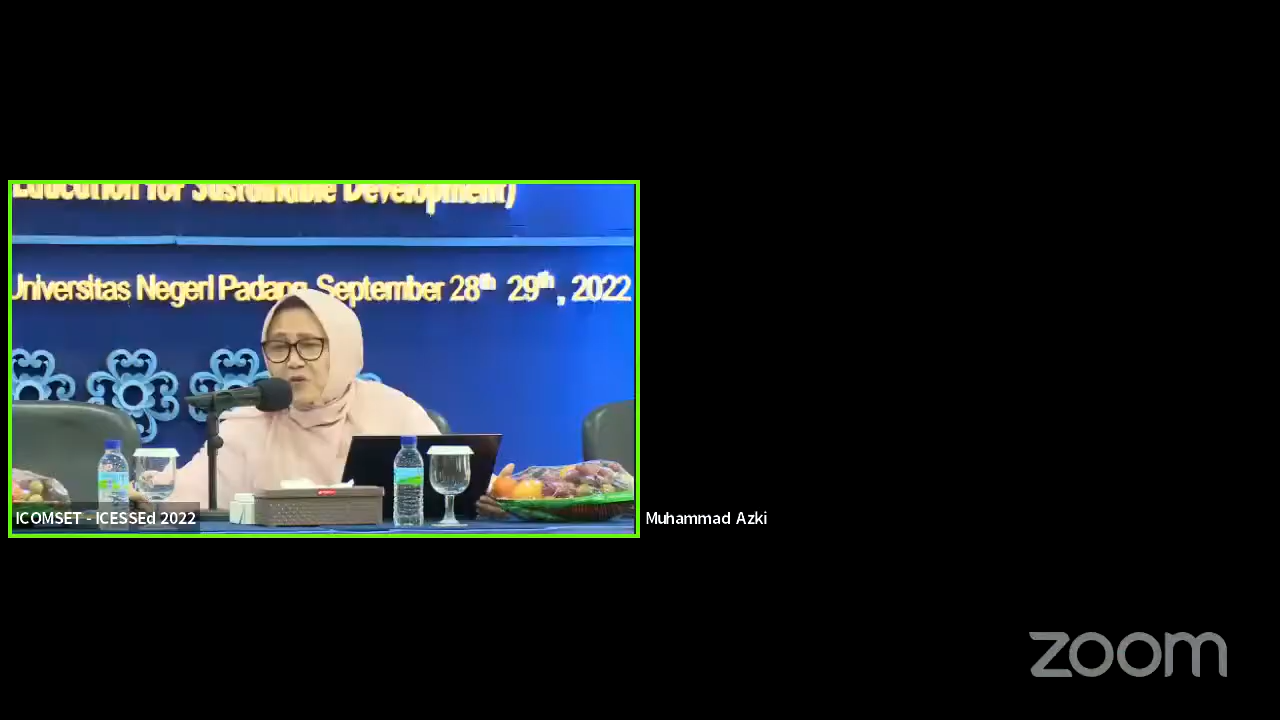 Education for Sustainable Development)
Universitas Negeri Padang, September 28th 29th, 2022
ICOMSET - ICESSEd 2022
Muhammad Azki
zoom